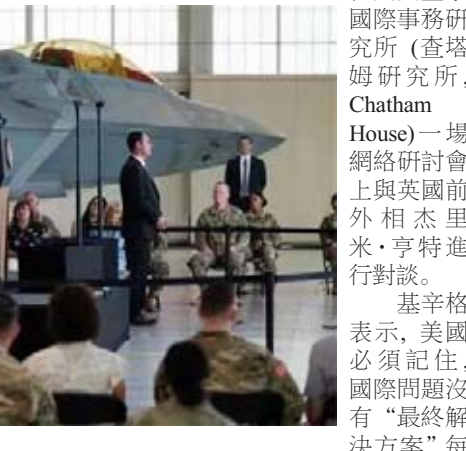 國際事務研
究所 (查塔
姆研究所,
Chatham
House)一場
網絡研討會
上與英國前
外相杰里
米·亨特進
行對談。
基辛格
表示, 美國
必須記住,
國際問題沒
有“最終解
決方案”每